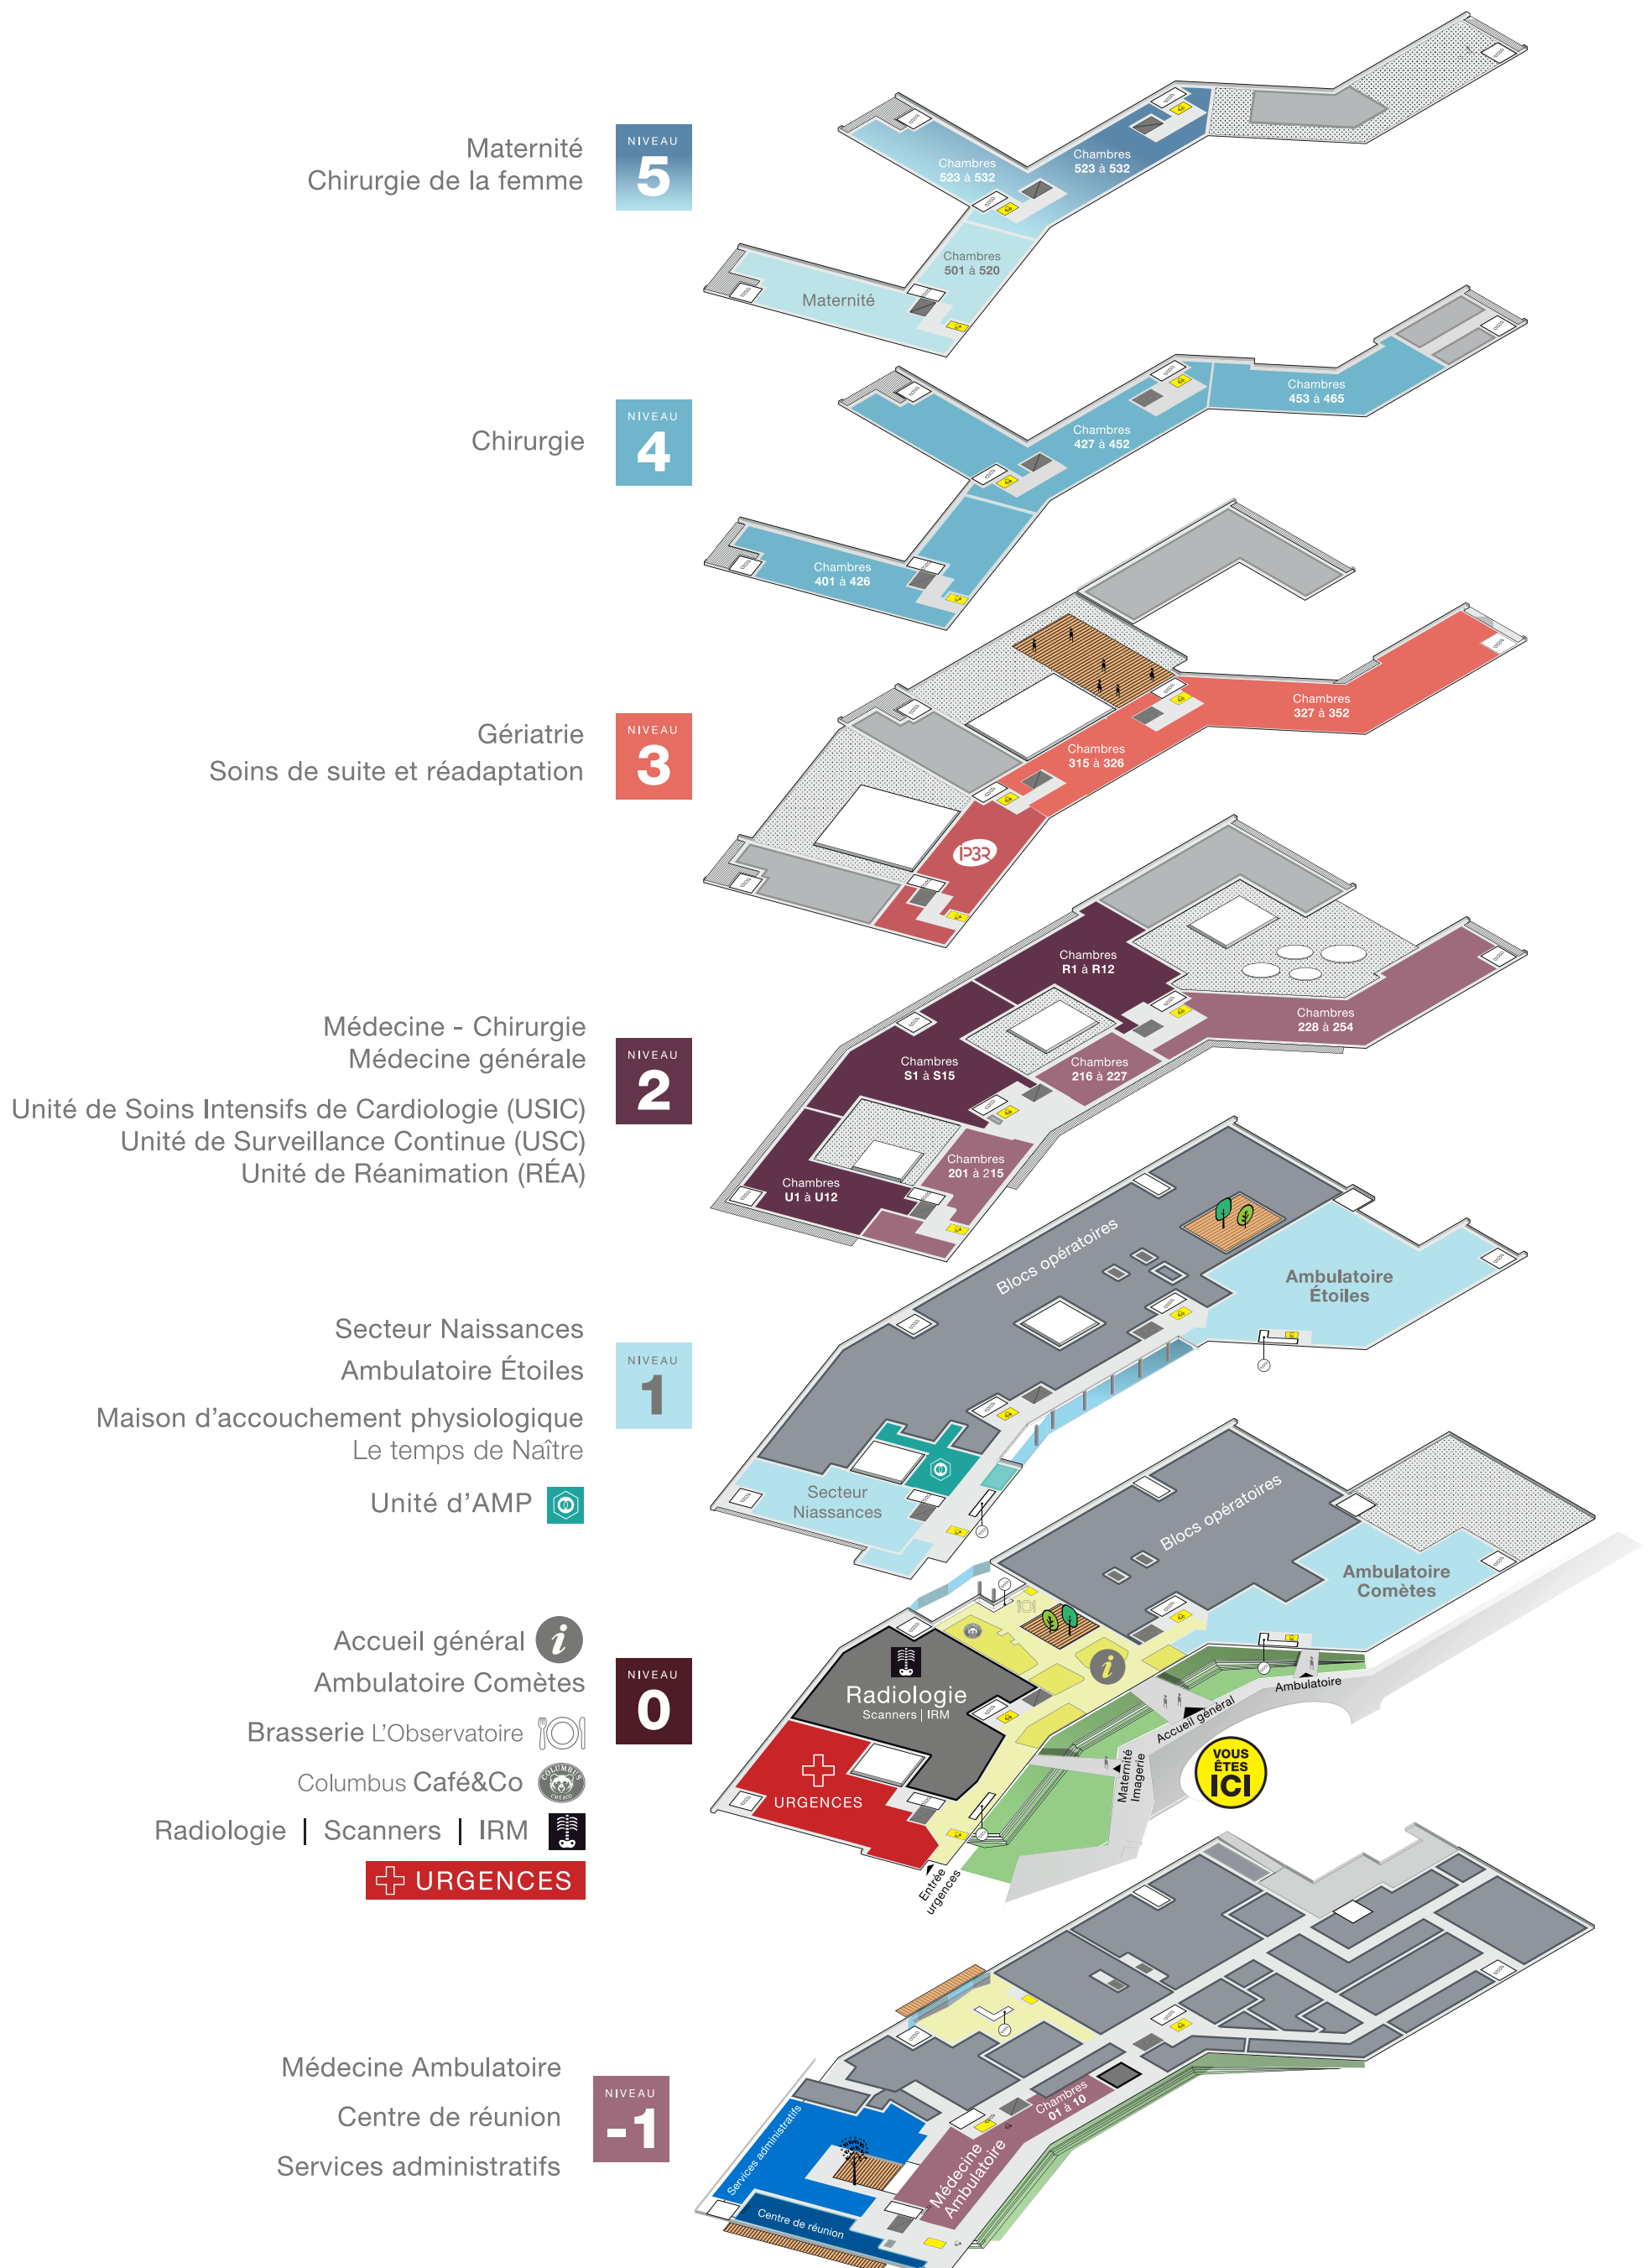 Maternité
Chirurgie de la femme
NIVEAU
5
Chambres
523 à 532
Chambres
523 à 532
Chambres
501 à 520
Maternité
Chirurgie
NIVEAU
4
Chambres
453 à 465
Chambres
427 à 452
Chambres
401 à 426
Gériatrie
Soins de suite et réadaptation
NIVEAU
3
Chambres
327 à 352
Chambres
315 à 326
iP3R
Médecine - Chirurgie
Médecine générale
Unité de Soins Intensifs de Cardiologie (USIC)
Unité de Surveillance Continue (USC)
Unité de Réanimation (RÉA)
NIVEAU
2
Chambres
R1 à R12
Chambres
228 à 254
Chambres
S1 à S15
Chambres
216 à 227
Chambres
201 à 215
Chambres
U1 à U12
Secteur Naissances
Ambulatoire Étoiles
Maison d’accouchement physiologique
Le temps de Naître
Unité d’AMP
NIVEAU
1
Blocs opératoires
Ambulatoire
Étoiles
Secteur
Niassances
Accueil général i
Ambulatoire Comètes
Brasserie L’Observatoire
Columbus Café&Co
COLUMBUS
Radiologie | Scanners | IRM
URGENCES
NIVEAU
0
Blocs opératoires
Ambulatoire
Comètes
i
Radiologie
Scanners | IRM
URGENCES
Ambulatoire
Accueil général
Maternité
Imagerie
VOUS
ÊTES
ICI
Entrée
urgences
Médecine Ambulatoire
Centre de réunion
Services administratifs
NIVEAU
-1
Chambres
01 à 10
Médecine
Ambulatoire
Services administratifs
Centre de réunion